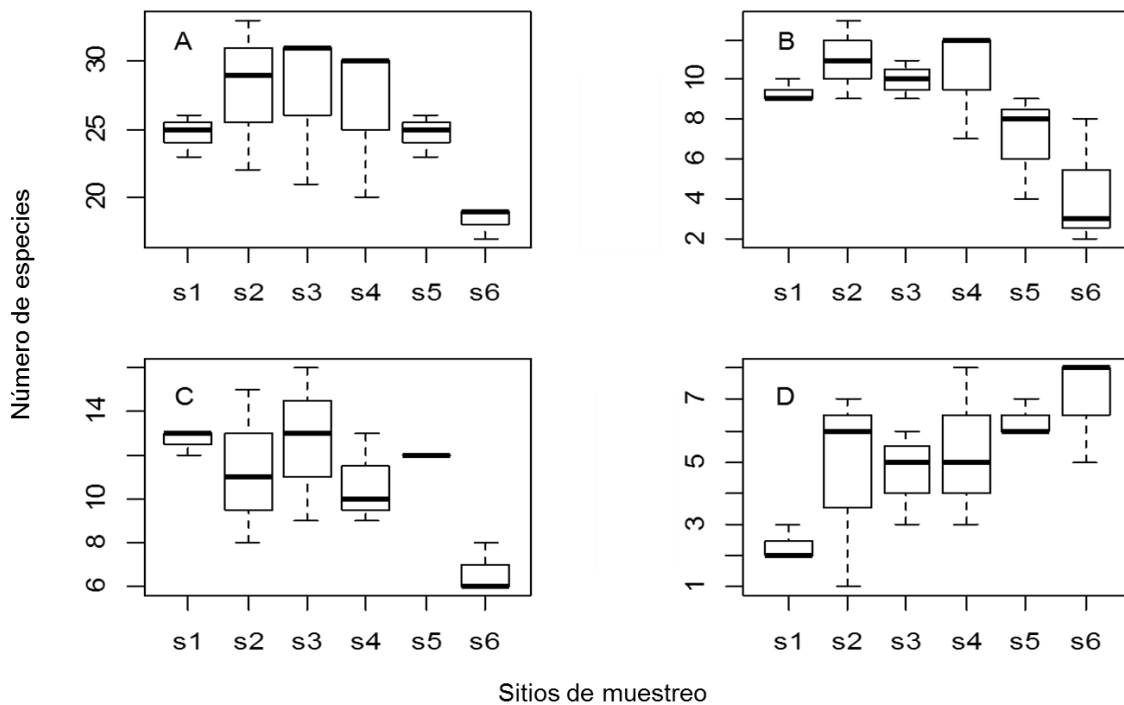 Número de especies
A
30
25
20
s1 s2 s3 s4 s5 s6
B
10
8
6
4
2
s1 s2 s3 s4 s5 s6
C
14
10
8
6
s1 s2 s3 s4 s5 s6
D
7
5
3
1
s1 s2 s3 s4 s5 s6
Sitios de muestreo